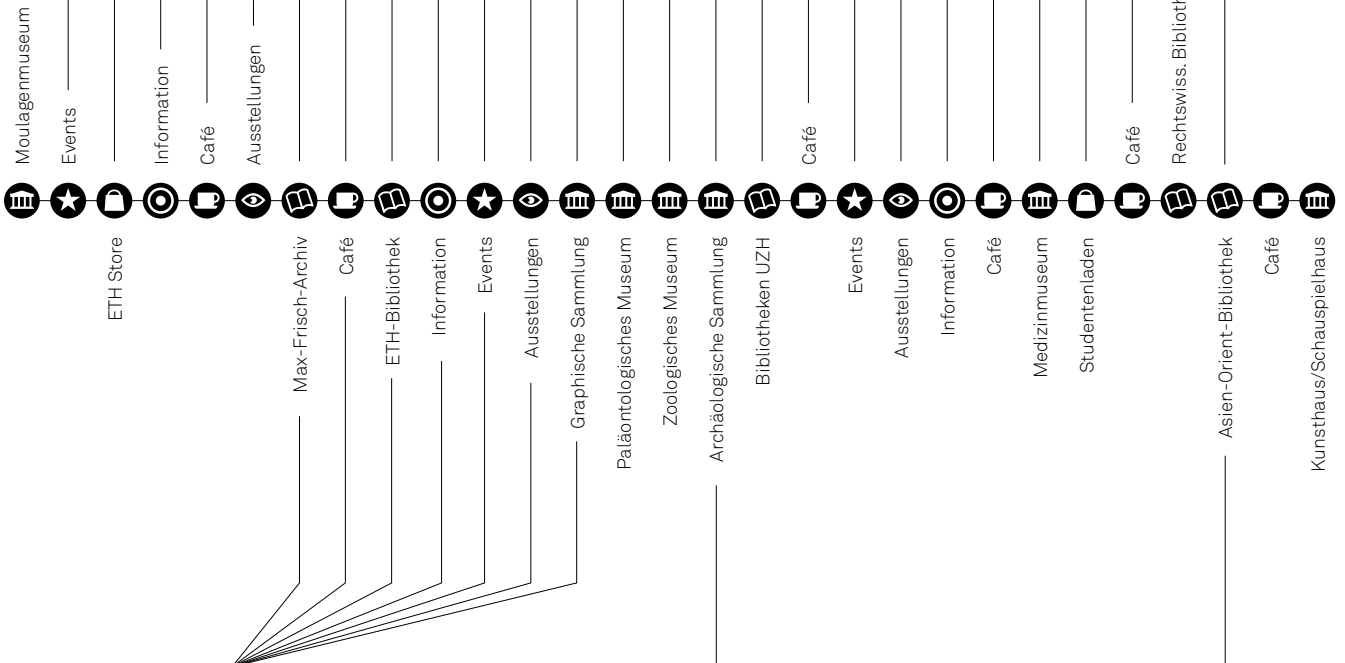 Moulagenmuseum
Events
Information
Café
Ausstellungen
Café
Café
Rechtswiss. Biblioth
ETH Store
Max-Frisch-Archiv
Café
ETH-Bibliothek
Information
Events
Ausstellungen
Graphische Sammlung
Paläontologisches Museum
Zoologisches Museum
Archäologische Sammlung
Bibliotheken UZH
Events
Ausstellungen
Information
Café
Medizinmuseum
Studentenladen
Asien-Orient-Bibliothek
Café
Kunsthaus/Schauspielhaus